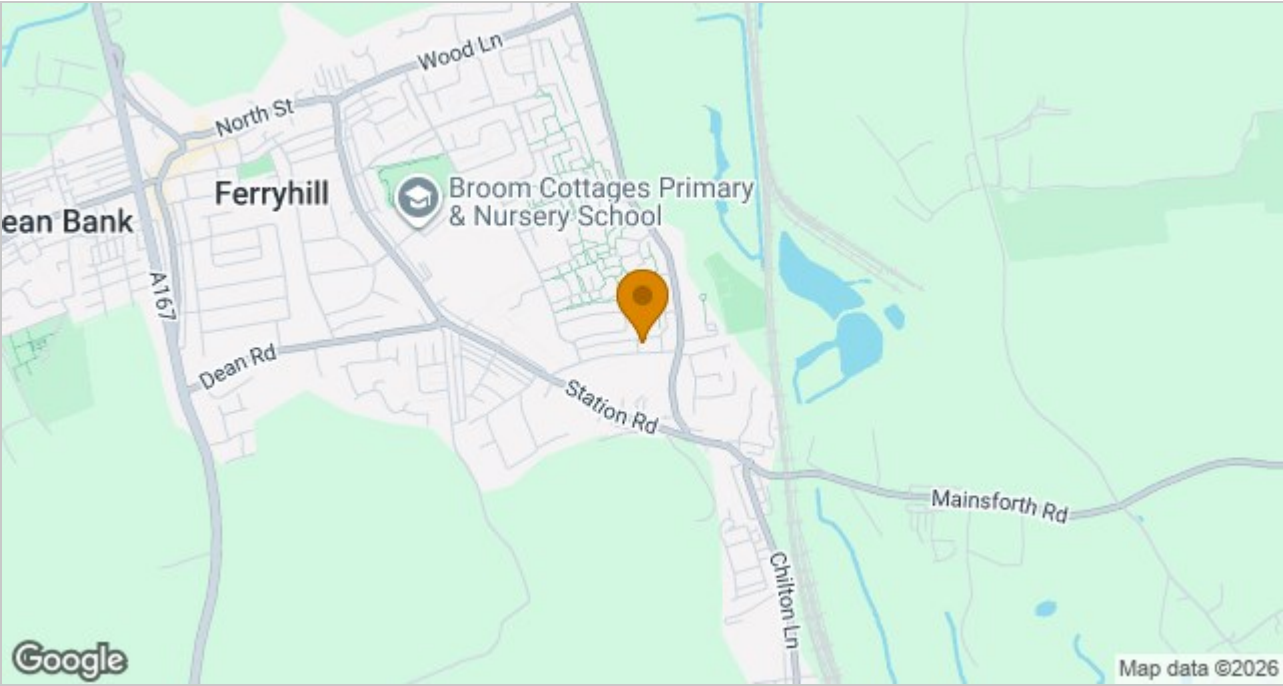 Wood Ln
North St
Ferryhill
Broom Cottages Primary
& Nursery School
ean Bank
A167
Dean Rd
Station Rd
Mainsforth Rd
Chilton Ln
Google
Map data ©2026